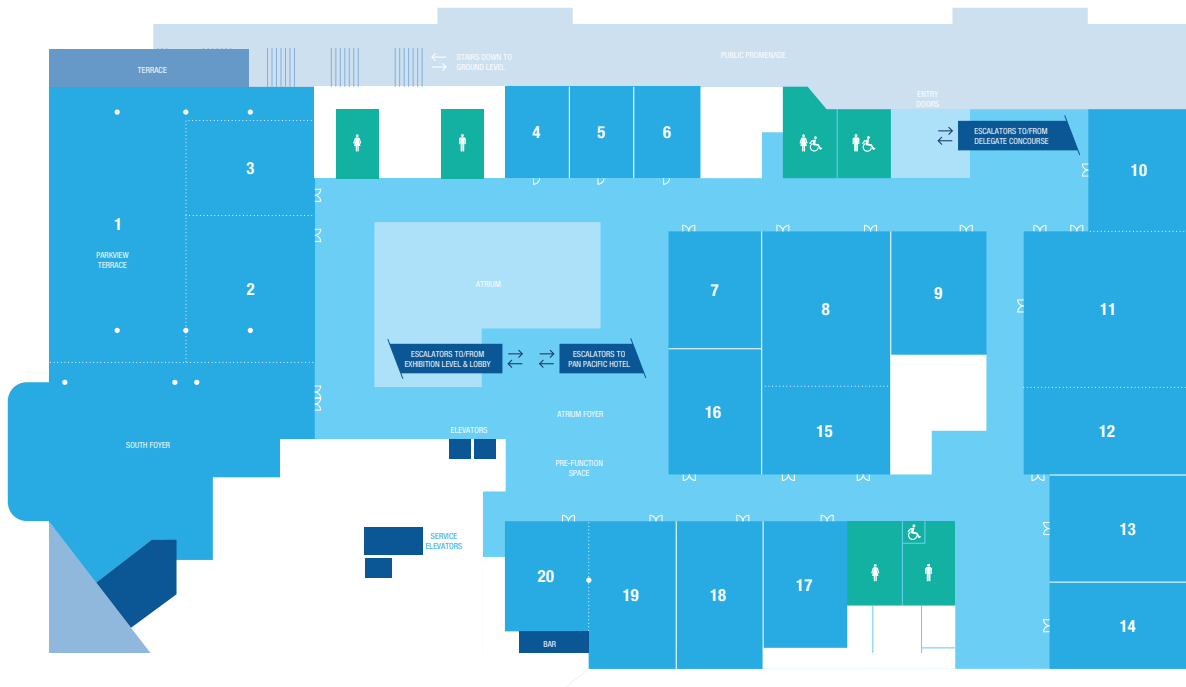 STAIRS DOWN TO
GROUND LEVEL
PUBLIC PROMENADE
TERRACE
ENTRY
DOORS
ESCALATORS TO/FROM
DELEGATE CONCOURSE
4
5
6
3
10
1
PARKVIEW
TERRACE
2
ATRIUM
7
8
9
11
ESCALATORS TO/FROM
EXHIBITION LEVEL & LOBBY
ESCALATORS TO
PAN PACIFIC HOTEL
ATRIUM FOYER
16
15
12
ELEVATORS
SOUTH FOYER
PRE-FUNCTION
SPACE
SERVICE
ELEVATORS
13
20
19
18
17
14
BAR